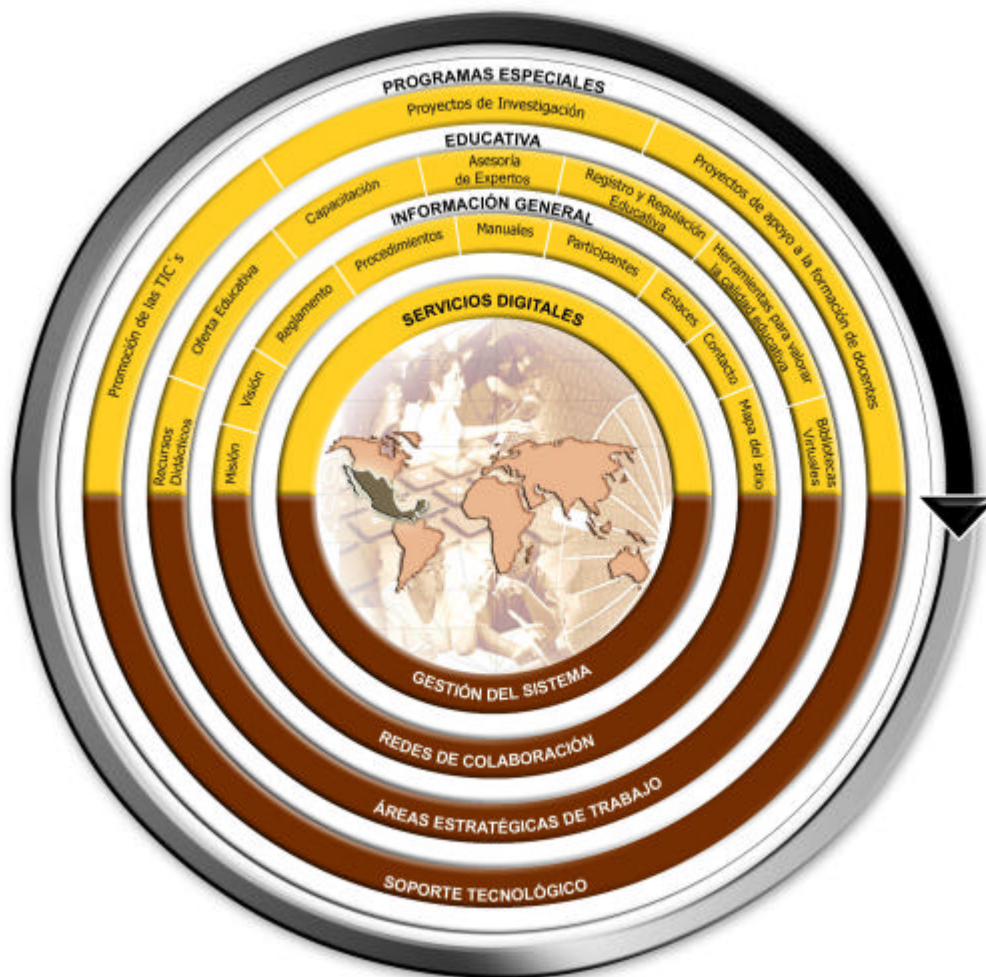 PROGRAMAS ESPECIALES
Promoción de las TIC´s
Proyectos de Investigación
Proyectos de apoyo a la formación de docentes
EDUCATIVA
Recursos
Didácticos
Oferta Educativa
Capacitación
Asesoría
de Expertos
Registro y Regulación
Educativa
Herramientas para valorar
la calidad educativa
Bibliotecas
Virtuales
INFORMACIÓN GENERAL
Misión
Visión
Reglamento
Procedimientos
Manuales
Participantes
Enlaces
Contacto
Mapa del sitio
SERVICIOS DIGITALES
GESTIÓN DEL SISTEMA
REDES DE COLABORACIÓN
ÁREAS ESTRATÉGICAS DE TRABAJO
SOPORTE TECNOLÓGICO